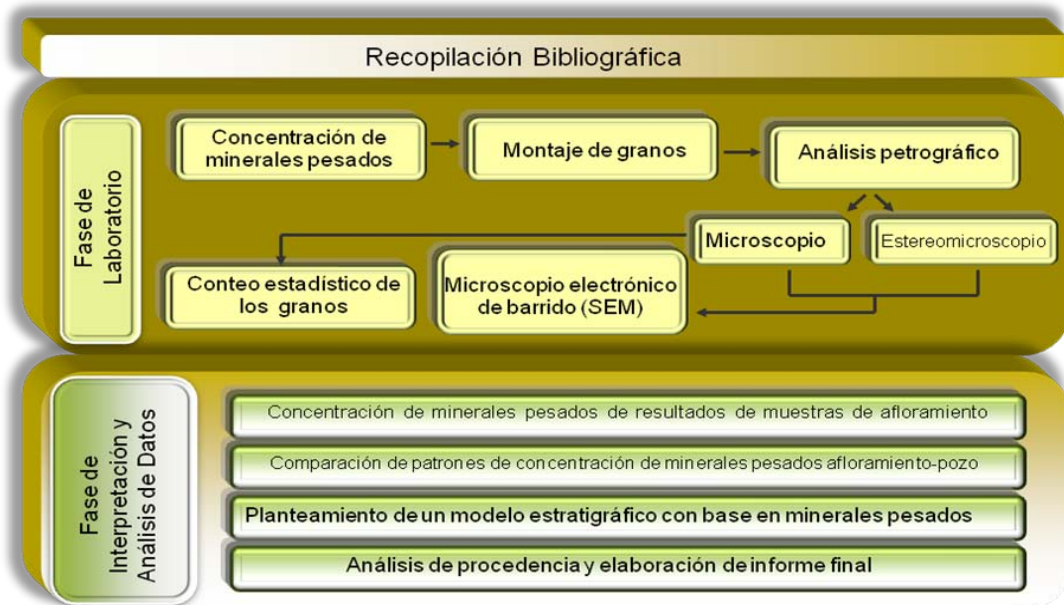 Recopilación Bibliográfica
Fase de
Laboratorio
Concentración de
minerales pesados
Montaje de granos
Análisis petrográfico
Microscopio
Estereomicroscopio
Conteo estadístico de
los granos
Microscopio electrónico
de barrido (SEM)
Fase de
Interpretación y
Análisis de Datos
Concentración de minerales pesados de resultados de muestras de afloramiento
Comparación de patrones de concentración de minerales pesados afloramiento-pozo
Planteamiento de un modelo estratigráfico con base en minerales pesados
Análisis de procedencia y elaboración de informe final